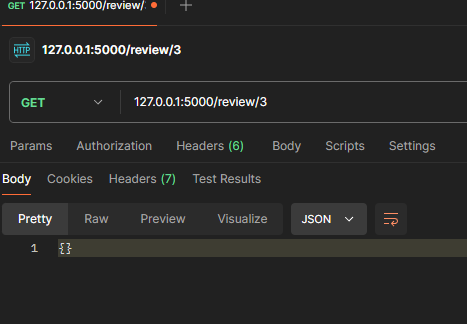 GET 127.0.0.1:5000/review/
HTTP 127.0.0.1:5000/review/3
GET 127.0.0.1:5000/review/3
Params Authorization Headers (6) Body Scripts Settings
Body Cookies Headers (7) Test Results
Pretty Raw Preview Visualize JSON
1 {}